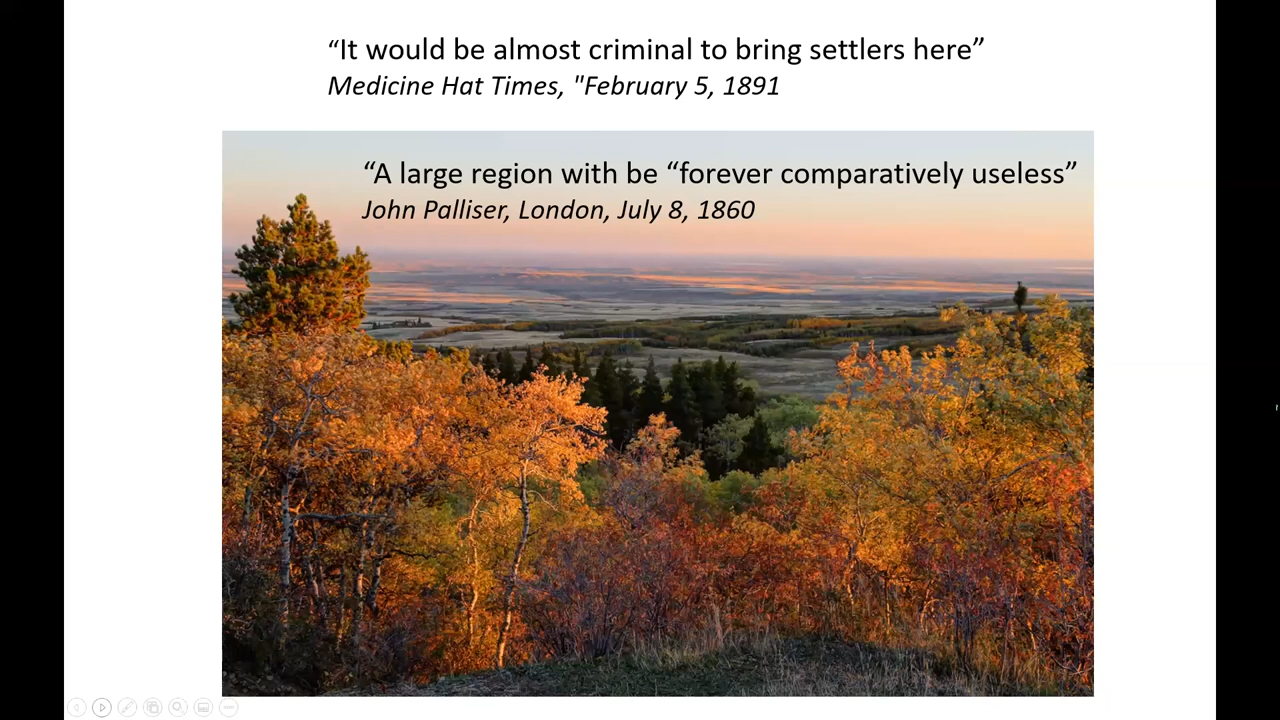 “It would be almost criminal to bring settlers here”
Medicine Hat Times, "February 5, 1891
“A large region with be “forever comparatively useless”
John Palliser, London, July 8, 1860